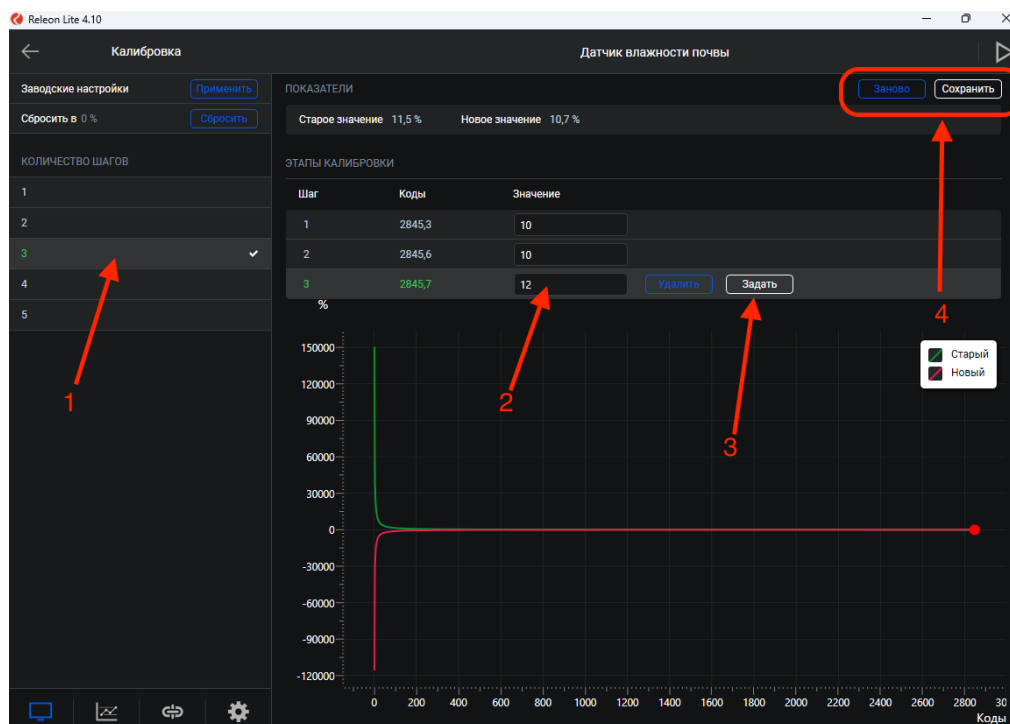 Releon Lite 4.10
Калибровка
Датчик влажности почвы
Заводские настройки Применить
Сбросить в 0 % Сбросить
КОЛИЧЕСТВО ШАГОВ
1
2
3
4
5
ПОКАЗАТЕЛИ
Заново Сохранить
Старое значение 11,5 % Новое значение 10,7 %
ЭТАПЫ КАЛИБРОВКИ
Шаг Коды Значение
1 2845,3 10
2 2845,6 10
3 2845,7 12 Удалить Задать
%
150000
120000
90000
60000
30000
0
-30000
-60000
-90000
-120000
0 200 400 600 800 1000 1200 1400 1600 1800 2000 2200 2400 2600 2800 30
Коды
Старый
Новый
1
2
3
4